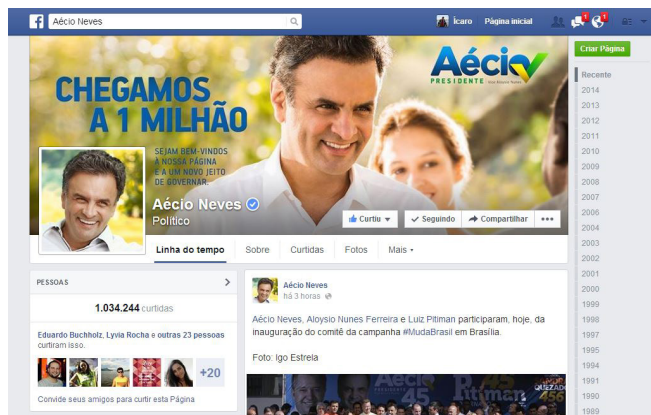 Aécio Neves
Ícaro
Página inicial
1
1
Criar Página
Recente
2014
2013
2012
2011
2010
2009
2008
2007
2006
2004
2003
2002
2001
2000
1999
1998
1997
1995
1994
1991
1990
1989
CHEGAMOS
A 1 MILHÃO
SEJAM BEM-VINDOS
À NOSSA PÁGINA
E A UM NOVO JEITO
DE GOVERNAR.
Aécio
PRESIDENTE
Aécio Neves
Político
Curtiu
Seguindo
Compartilhar
Linha do tempo
Sobre
Curtidas
Fotos
Mais
PESSOAS
1.034.244 curtidas
Eduardo Buchholz, Lyvia Rocha e outras 23 pessoas
curtiram isso.
+20
Convide seus amigos para curtir esta Página
Aécio Neves
há 3 horas
Aécio Neves, Aloysio Nunes Ferreira e Luiz Pitiman participaram, hoje, da
inauguração do comitê da campanha #MudaBrasil em Brasília.
Foto: Igo Estrela
Aécio
45
Pitiman
45
456